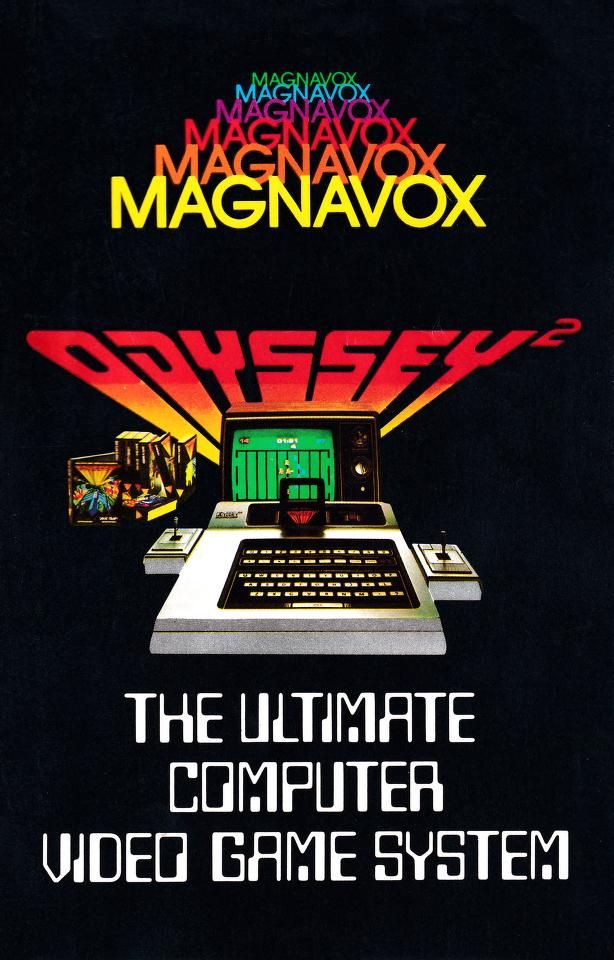 MAGNAVOX
MAGNAVOX
MAGNAVOX
MAGNAVOX
MAGNAVOX
MAGNAVOX
ODYSSEY²
THE ULTIMATE
COMPUTER
VIDEO GAME SYSTEM